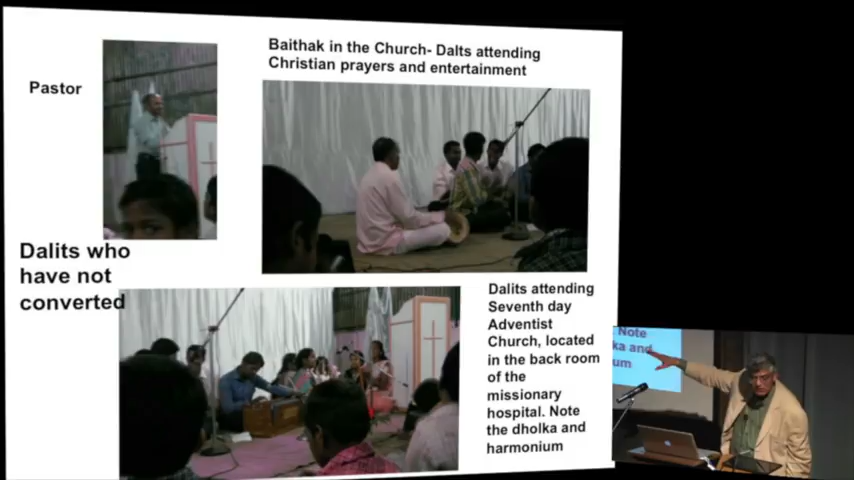 Baithak in the Church- Dalts attending
Christian prayers and entertainment
Pastor
Dalits who
have not
converted
Dalits attending
Seventh day
Adventist
Church, located
in the back room
of the
missionary
hospital. Note
the dholka and
harmonium
Note
ka and
um